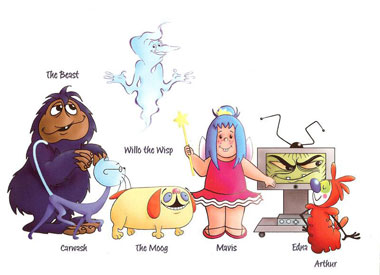 The Beast
Willo the Wisp
Carwash
The Moog
Mavis
Edna
Arthur